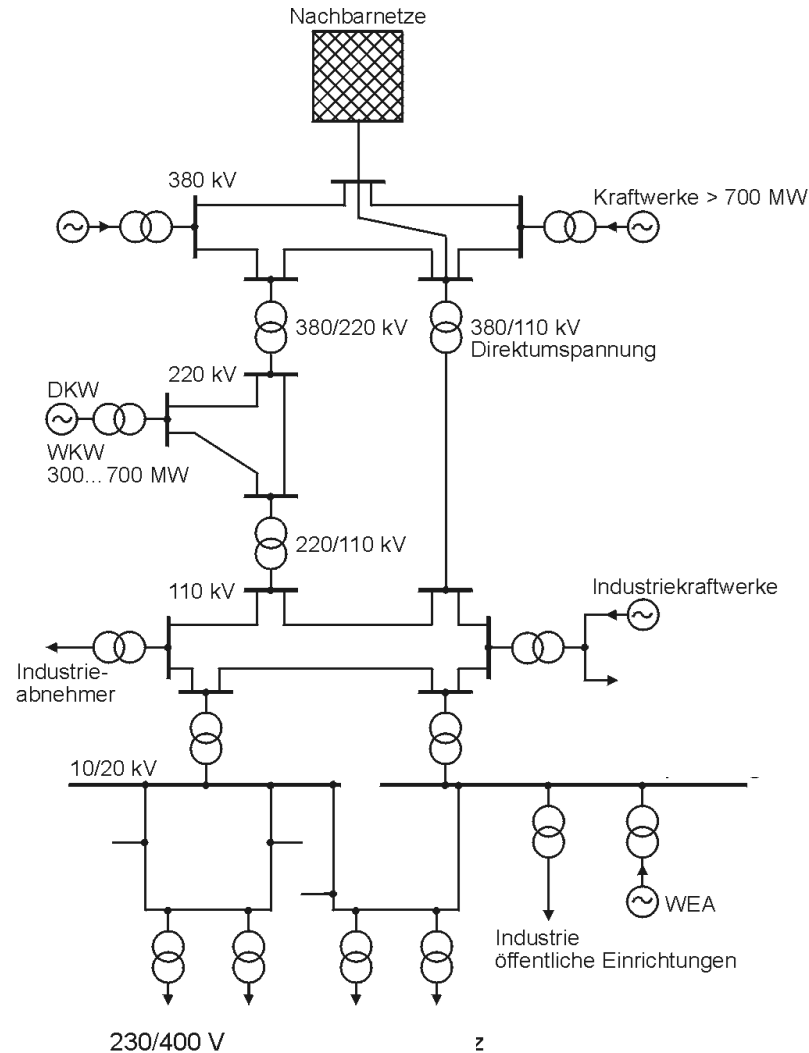 Nachbarnetze
380 kV
Kraftwerke > 700 MW
380/220 kV
380/110 kV
Direktumspannung
220 kV
DKW
WKW
300... 700 MW
220/110 kV
110 kV
Industriekraftwerke
Industrie-
abnehmer
10/20 kV
WEA
Industrie
öffentliche Einrichtungen
230/400 V
z